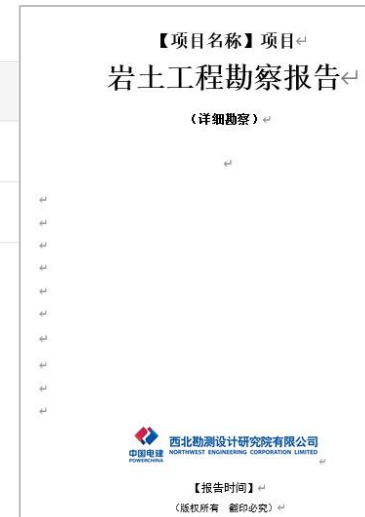 【项目名称】项目
岩土工程勘察报告
（详细勘察）
中国电建
POWERCHINA
西北勘测设计研究院有限公司
NORTHWEST ENGINEERING CORPORATION LIMITED
【报告时间】
（版权所有　翻印必究）